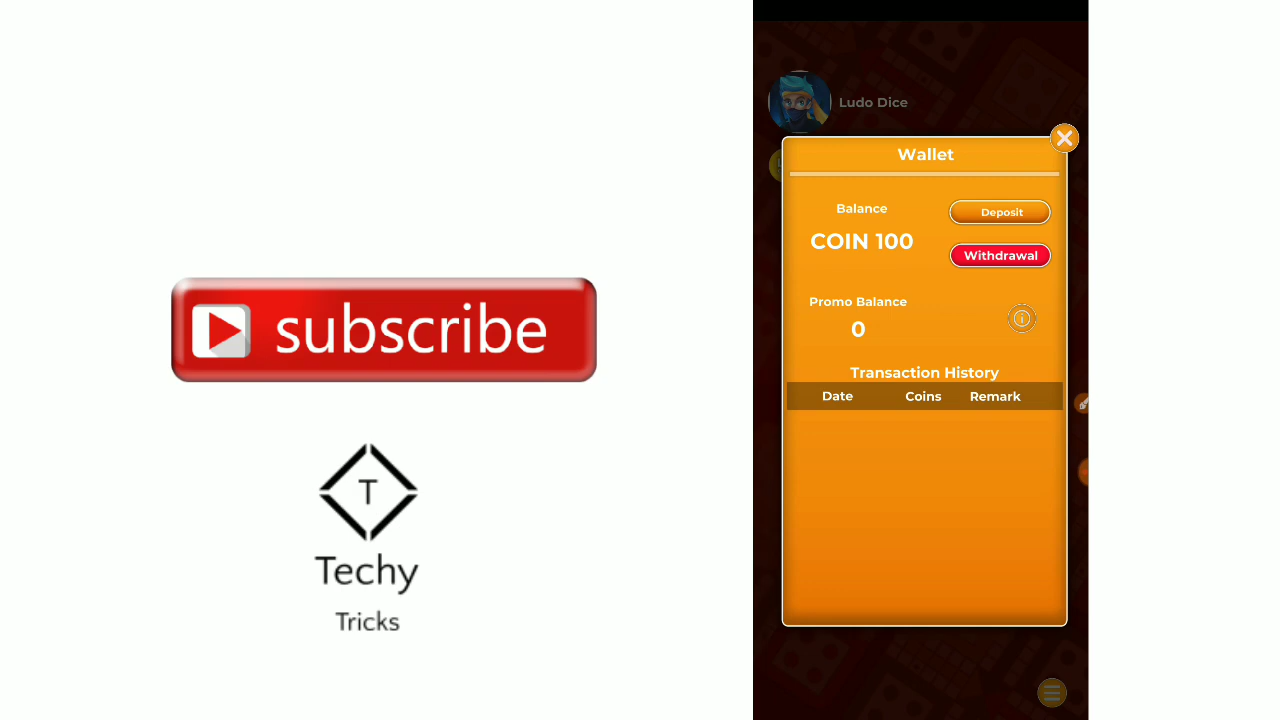 subscribe
T
Techy
Tricks
Ludo Dice
Wallet
Balance
Deposit
COIN 100
Withdrawal
Promo Balance
0
Transaction History
Date Coins Remark